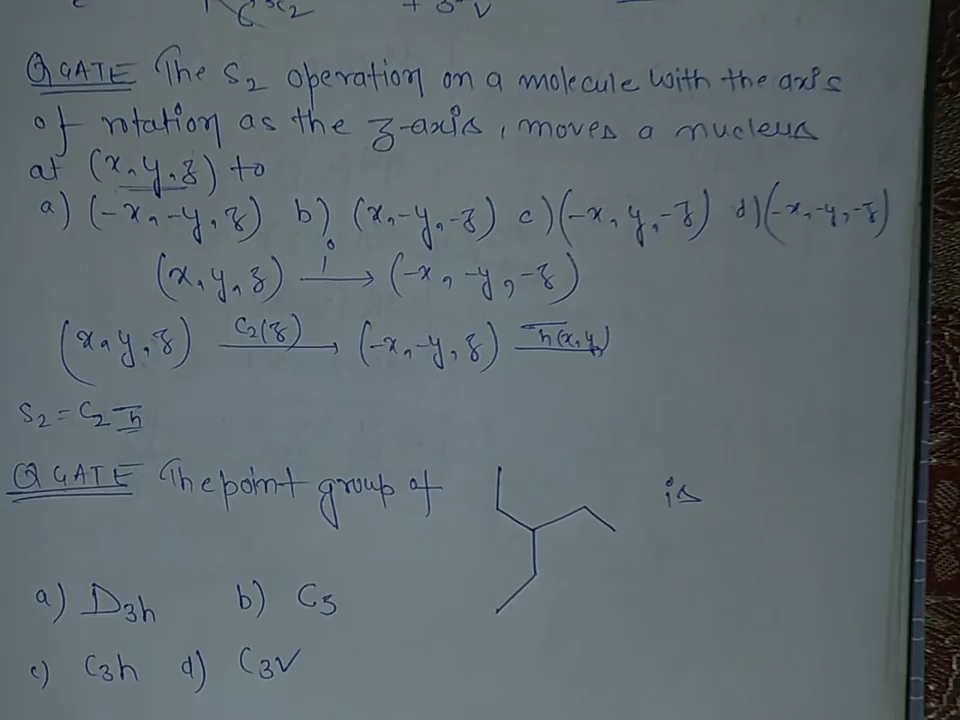 Q GATE The S2 operation on a molecule with the axis
of rotation as the z-axis, moves a nucleus
at (x,y,z) to
a) (-x,-y,z) b) (x,-y,-z) c) (-x,y,-z) d) (-x,-y,-z)
(x,y,z) i → (-x,-y,-z)
(x,y,z) C2(z) → (-x,-y,z) σh(x,y)
S2 = C2 σh
Q GATE The point group of is
a) D3h b) C3
c) C3h d) C3V